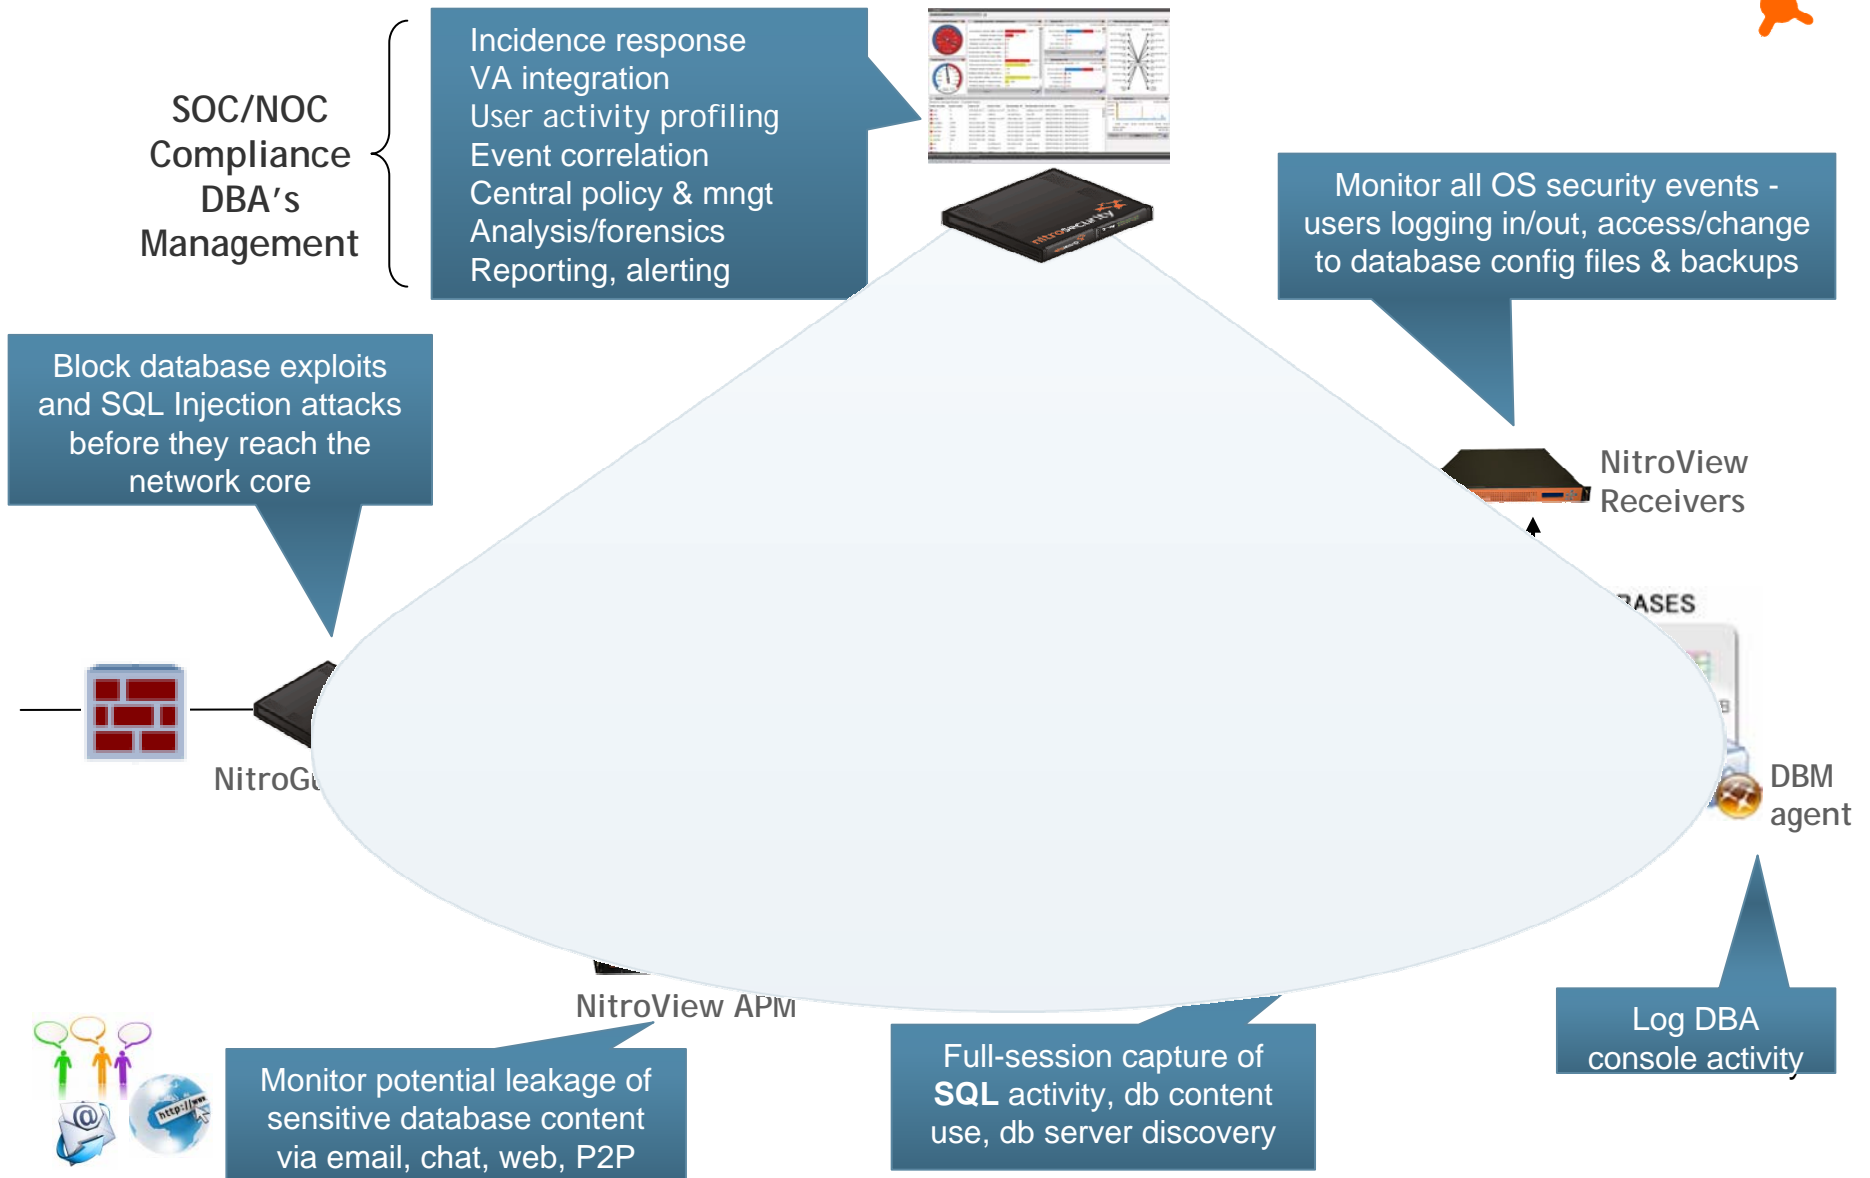 SOC/NOC
Compliance
DBA's
Management
Incidence response
VA integration
User activity profiling
Event correlation
Central policy & mngt
Analysis/forensics
Reporting, alerting
nitrosecurity
Monitor all OS security events -
users logging in/out, access/change
to database config files & backups
Block database exploits
and SQL Injection attacks
before they reach the
network core
NitroView
Receivers
DBM
agent
NitroView APM
Monitor potential leakage of
sensitive database content
via email, chat, web, P2P
Full-session capture of
SQL activity, db content
use, db server discovery
Log DBA
console activity
@
http://www